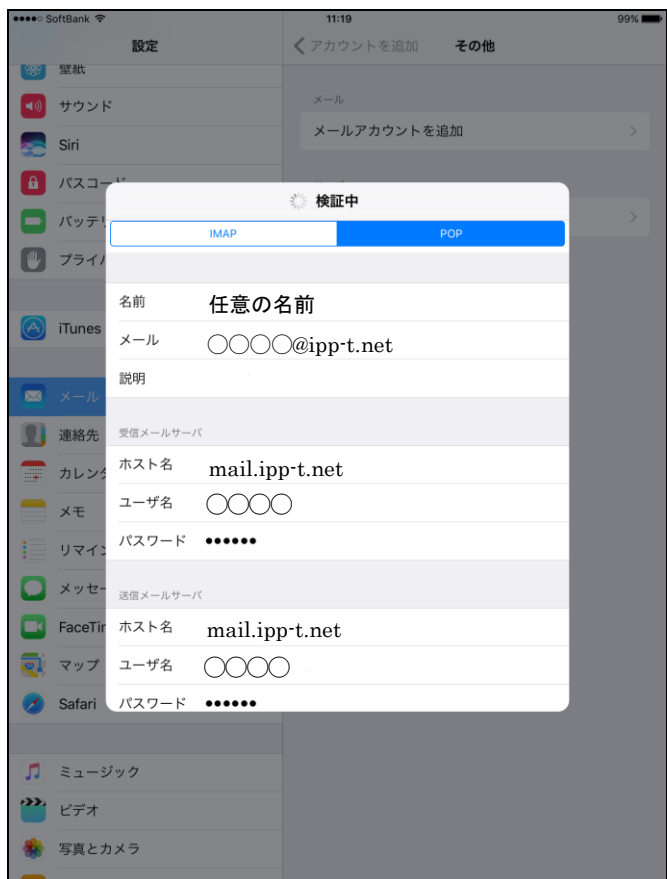 ●●●●○ SoftBank 11:19 99%
設定
アカウントを追加 その他
壁紙
サウンド
Siri
パスコード
バッテリ
プライバ
iTunes
メール
連絡先
カレンダ
メモ
リマイン
メッセー
FaceTim
マップ
Safari
ミュージック
ビデオ
写真とカメラ
メール
メールアカウントを追加
検証中
IMAP POP
名前 任意の名前
メール ○○○○@ipp-t.net
説明
受信メールサーバ
ホスト名 mail.ipp-t.net
ユーザ名 ○○○○
パスワード ●●●●●●
送信メールサーバ
ホスト名 mail.ipp-t.net
ユーザ名 ○○○○
パスワード ●●●●●●